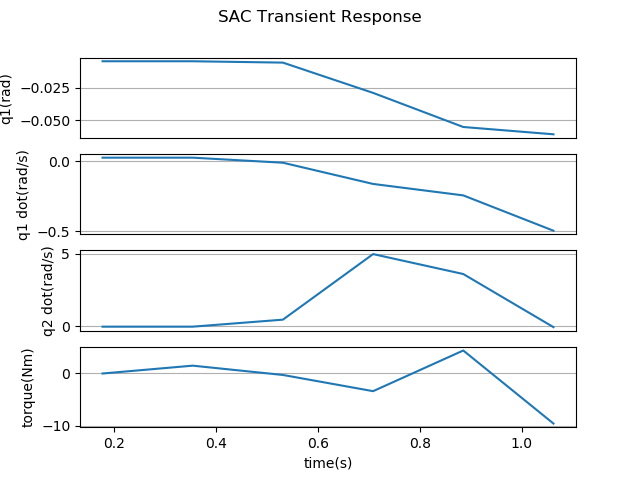 SAC Transient Response
q1(rad)
−0.025
−0.050
q1 dot(rad/s)
0.0
−0.5
q2 dot(rad/s)
5
0
torque(Nm)
0
−10
0.2 0.4 0.6 0.8 1.0
time(s)